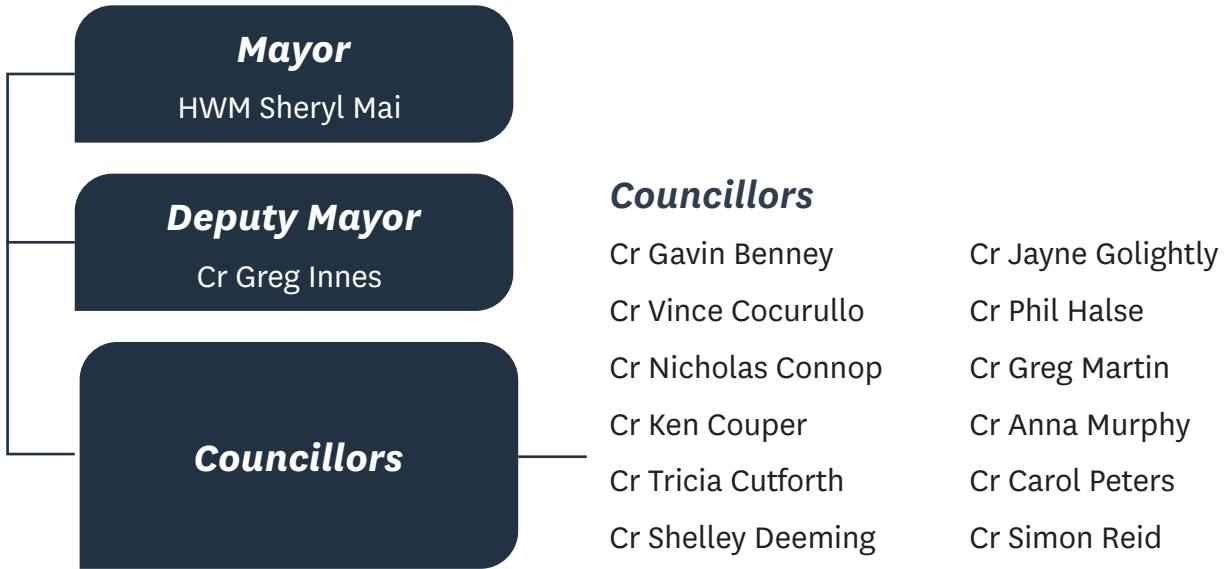 Mayor
HWM Sheryl Mai
Deputy Mayor
Cr Greg Innes
Councillors
Councillors
Cr Gavin Benney
Cr Vince Cocurullo
Cr Nicholas Connop
Cr Ken Couper
Cr Tricia Cutforth
Cr Shelley Deeming
Cr Jayne Golightly
Cr Phil Halse
Cr Greg Martin
Cr Anna Murphy
Cr Carol Peters
Cr Simon Reid